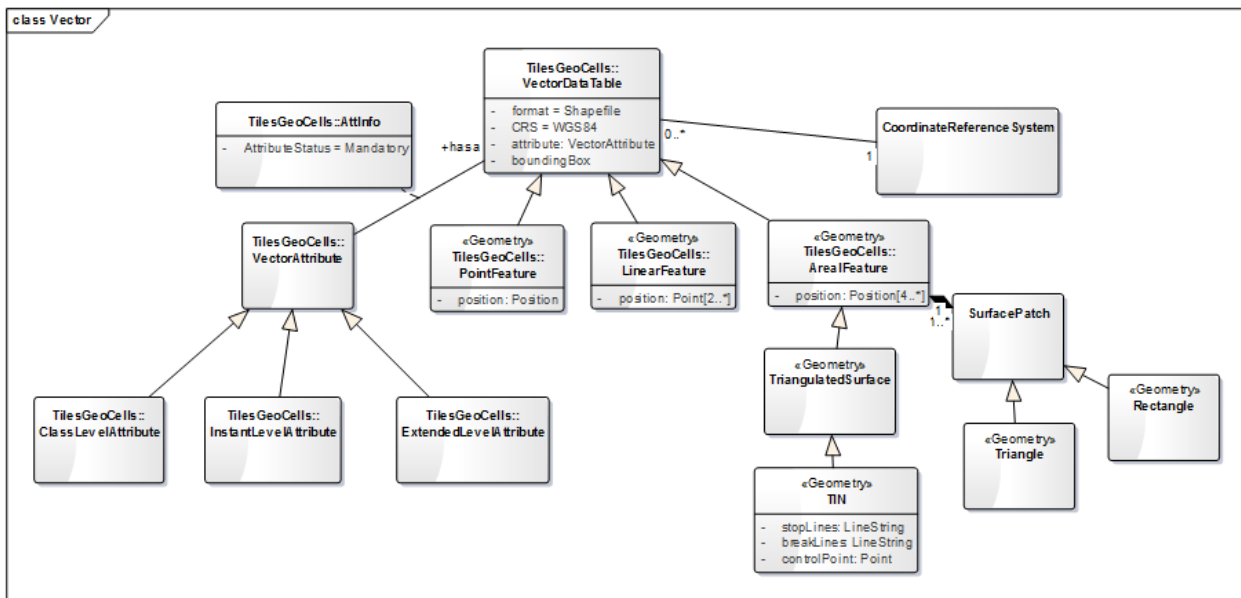 class Vector
TilesGeoCells::
VectorDataTable
- format = Shapefile
- CRS = WGS84
- attribute: VectorAttribute
- boundingBox
TilesGeoCells::AttInfo
- AttributeStatus = Mandatory
+hasa
0..*
1
CoordinateReferenceSystem
TilesGeoCells::
VectorAttribute
«Geometry»
TilesGeoCells::
PointFeature
- position: Position
«Geometry»
TilesGeoCells::
LinearFeature
- position: Point[2..*]
«Geometry»
TilesGeoCells::
ArealFeature
- position: Position[4..*]
1
1..*
SurfacePatch
«Geometry»
TriangulatedSurface
«Geometry»
Rectangle
«Geometry»
Triangle
TilesGeoCells::
ClassLevelAttribute
TilesGeoCells::
InstantLevelAttribute
TilesGeoCells::
ExtendedLevelAttribute
«Geometry»
TIN
- stopLines: LineString
- breakLines: LineString
- controlPoint: Point